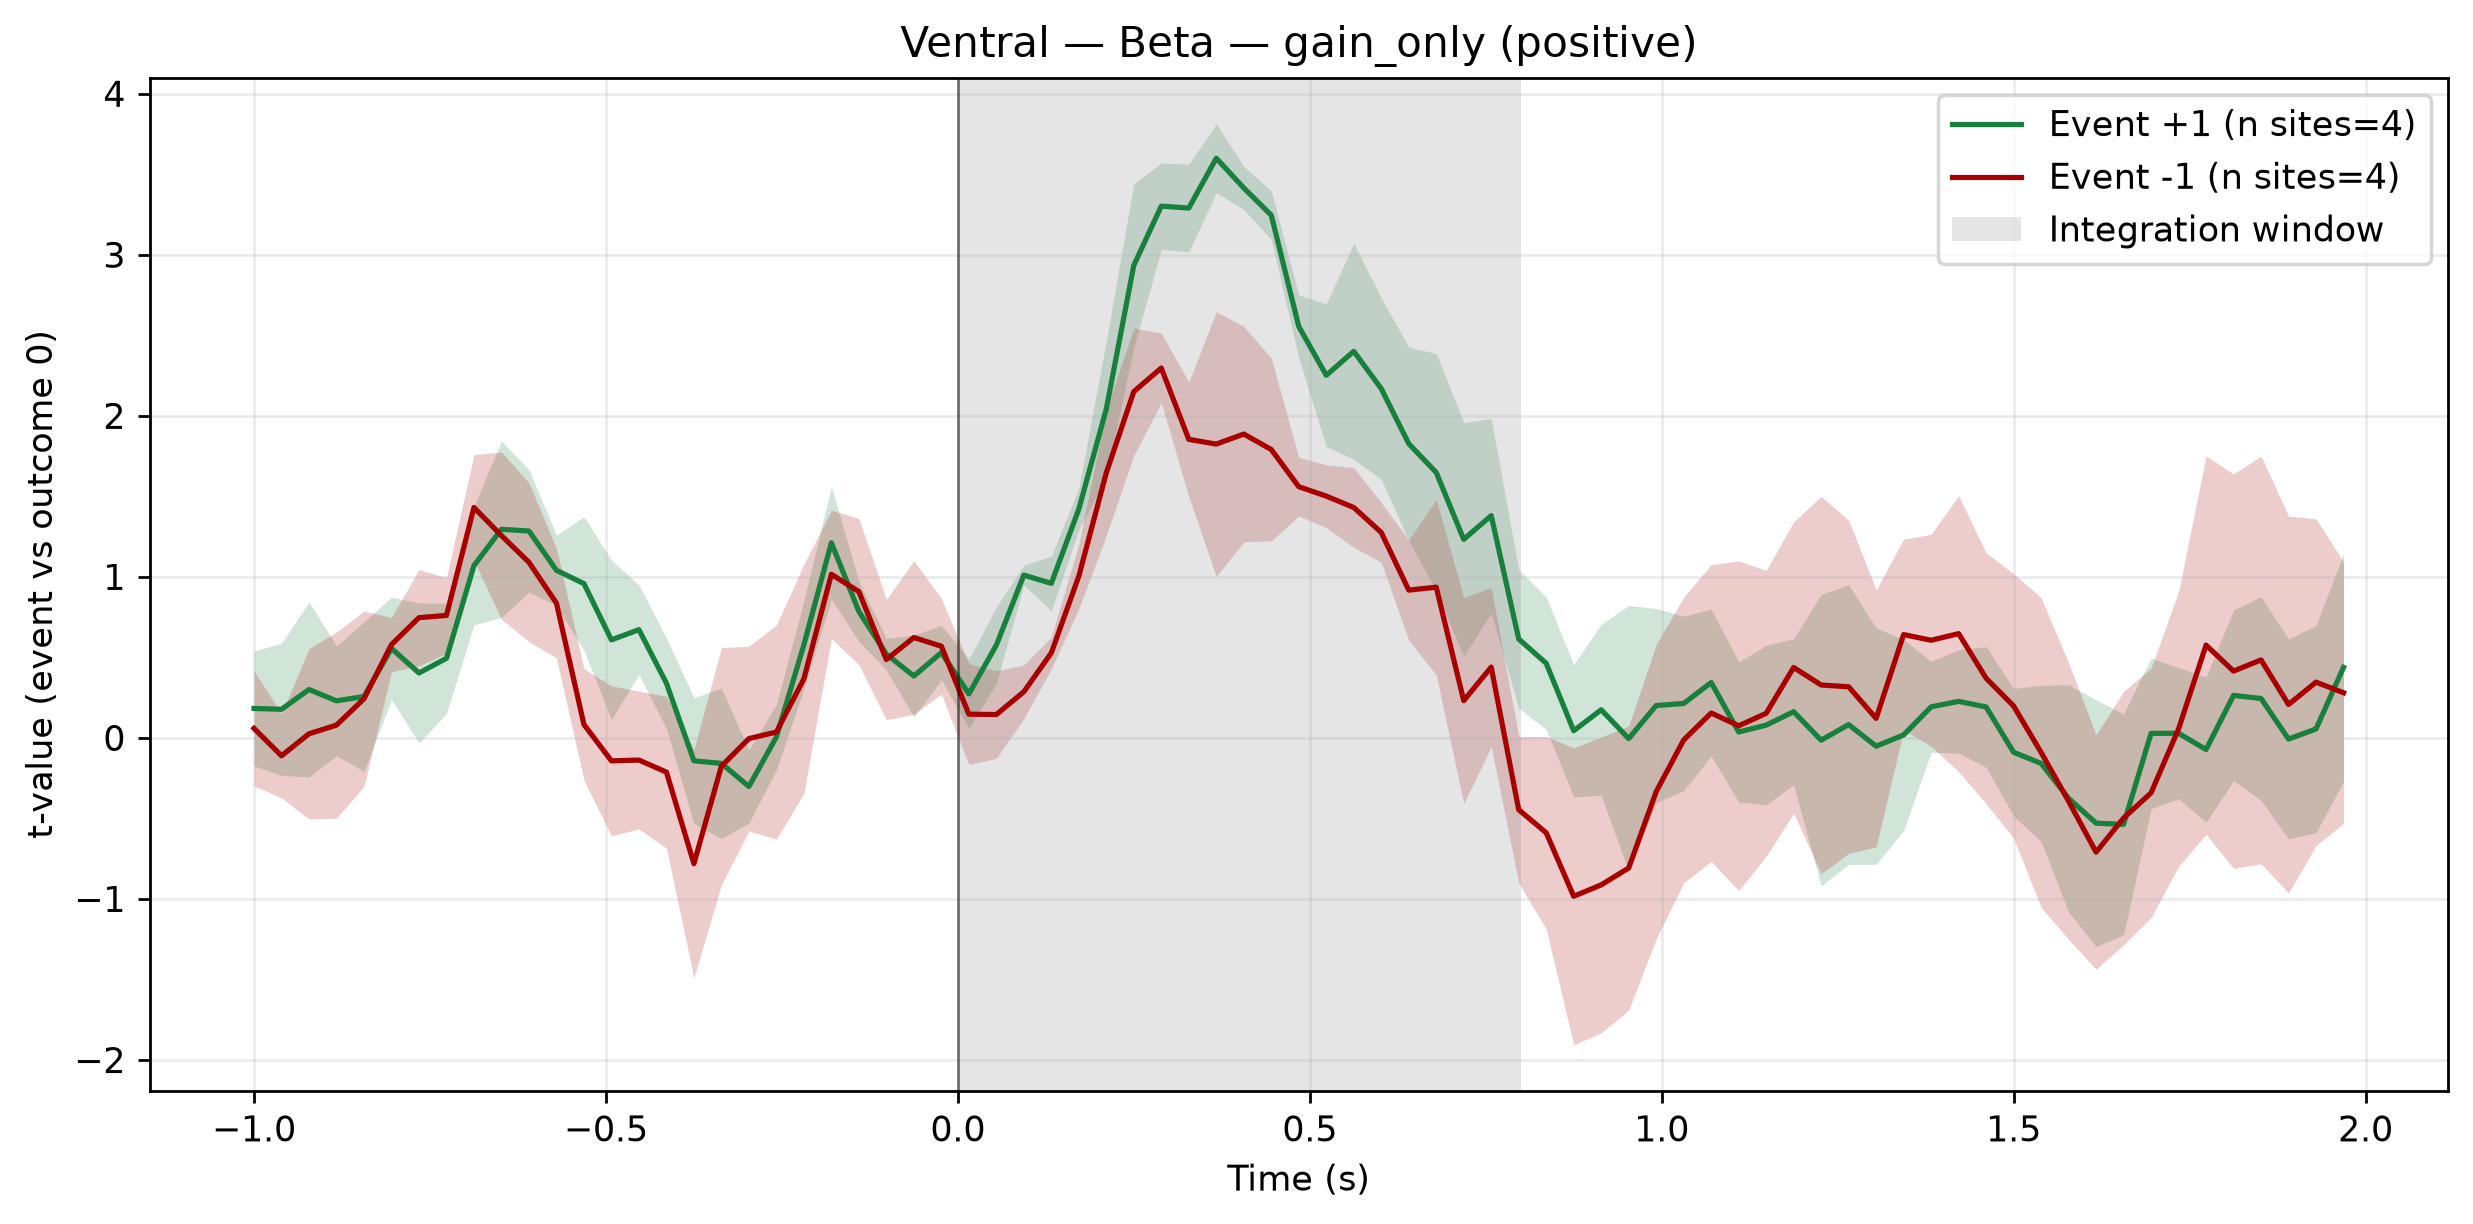 Ventral — Beta — gain_only (positive)
t-value (event vs outcome 0)
4
3
2
1
0
−1
−2
Event +1 (n sites=4)
Event -1 (n sites=4)
Integration window
−1.0
−0.5
0.0
0.5
1.0
1.5
2.0
Time (s)